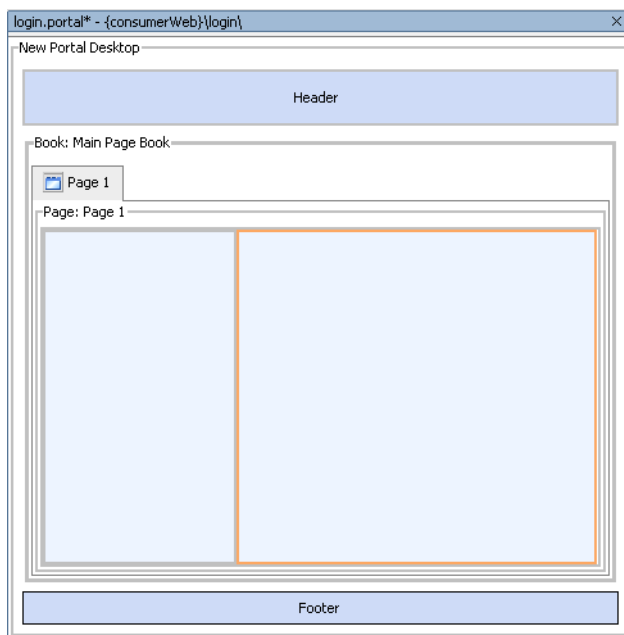 login.portal* - {consumerWeb}\login\
New Portal Desktop
Header
Book: Main Page Book
Page 1
Page: Page 1
Footer